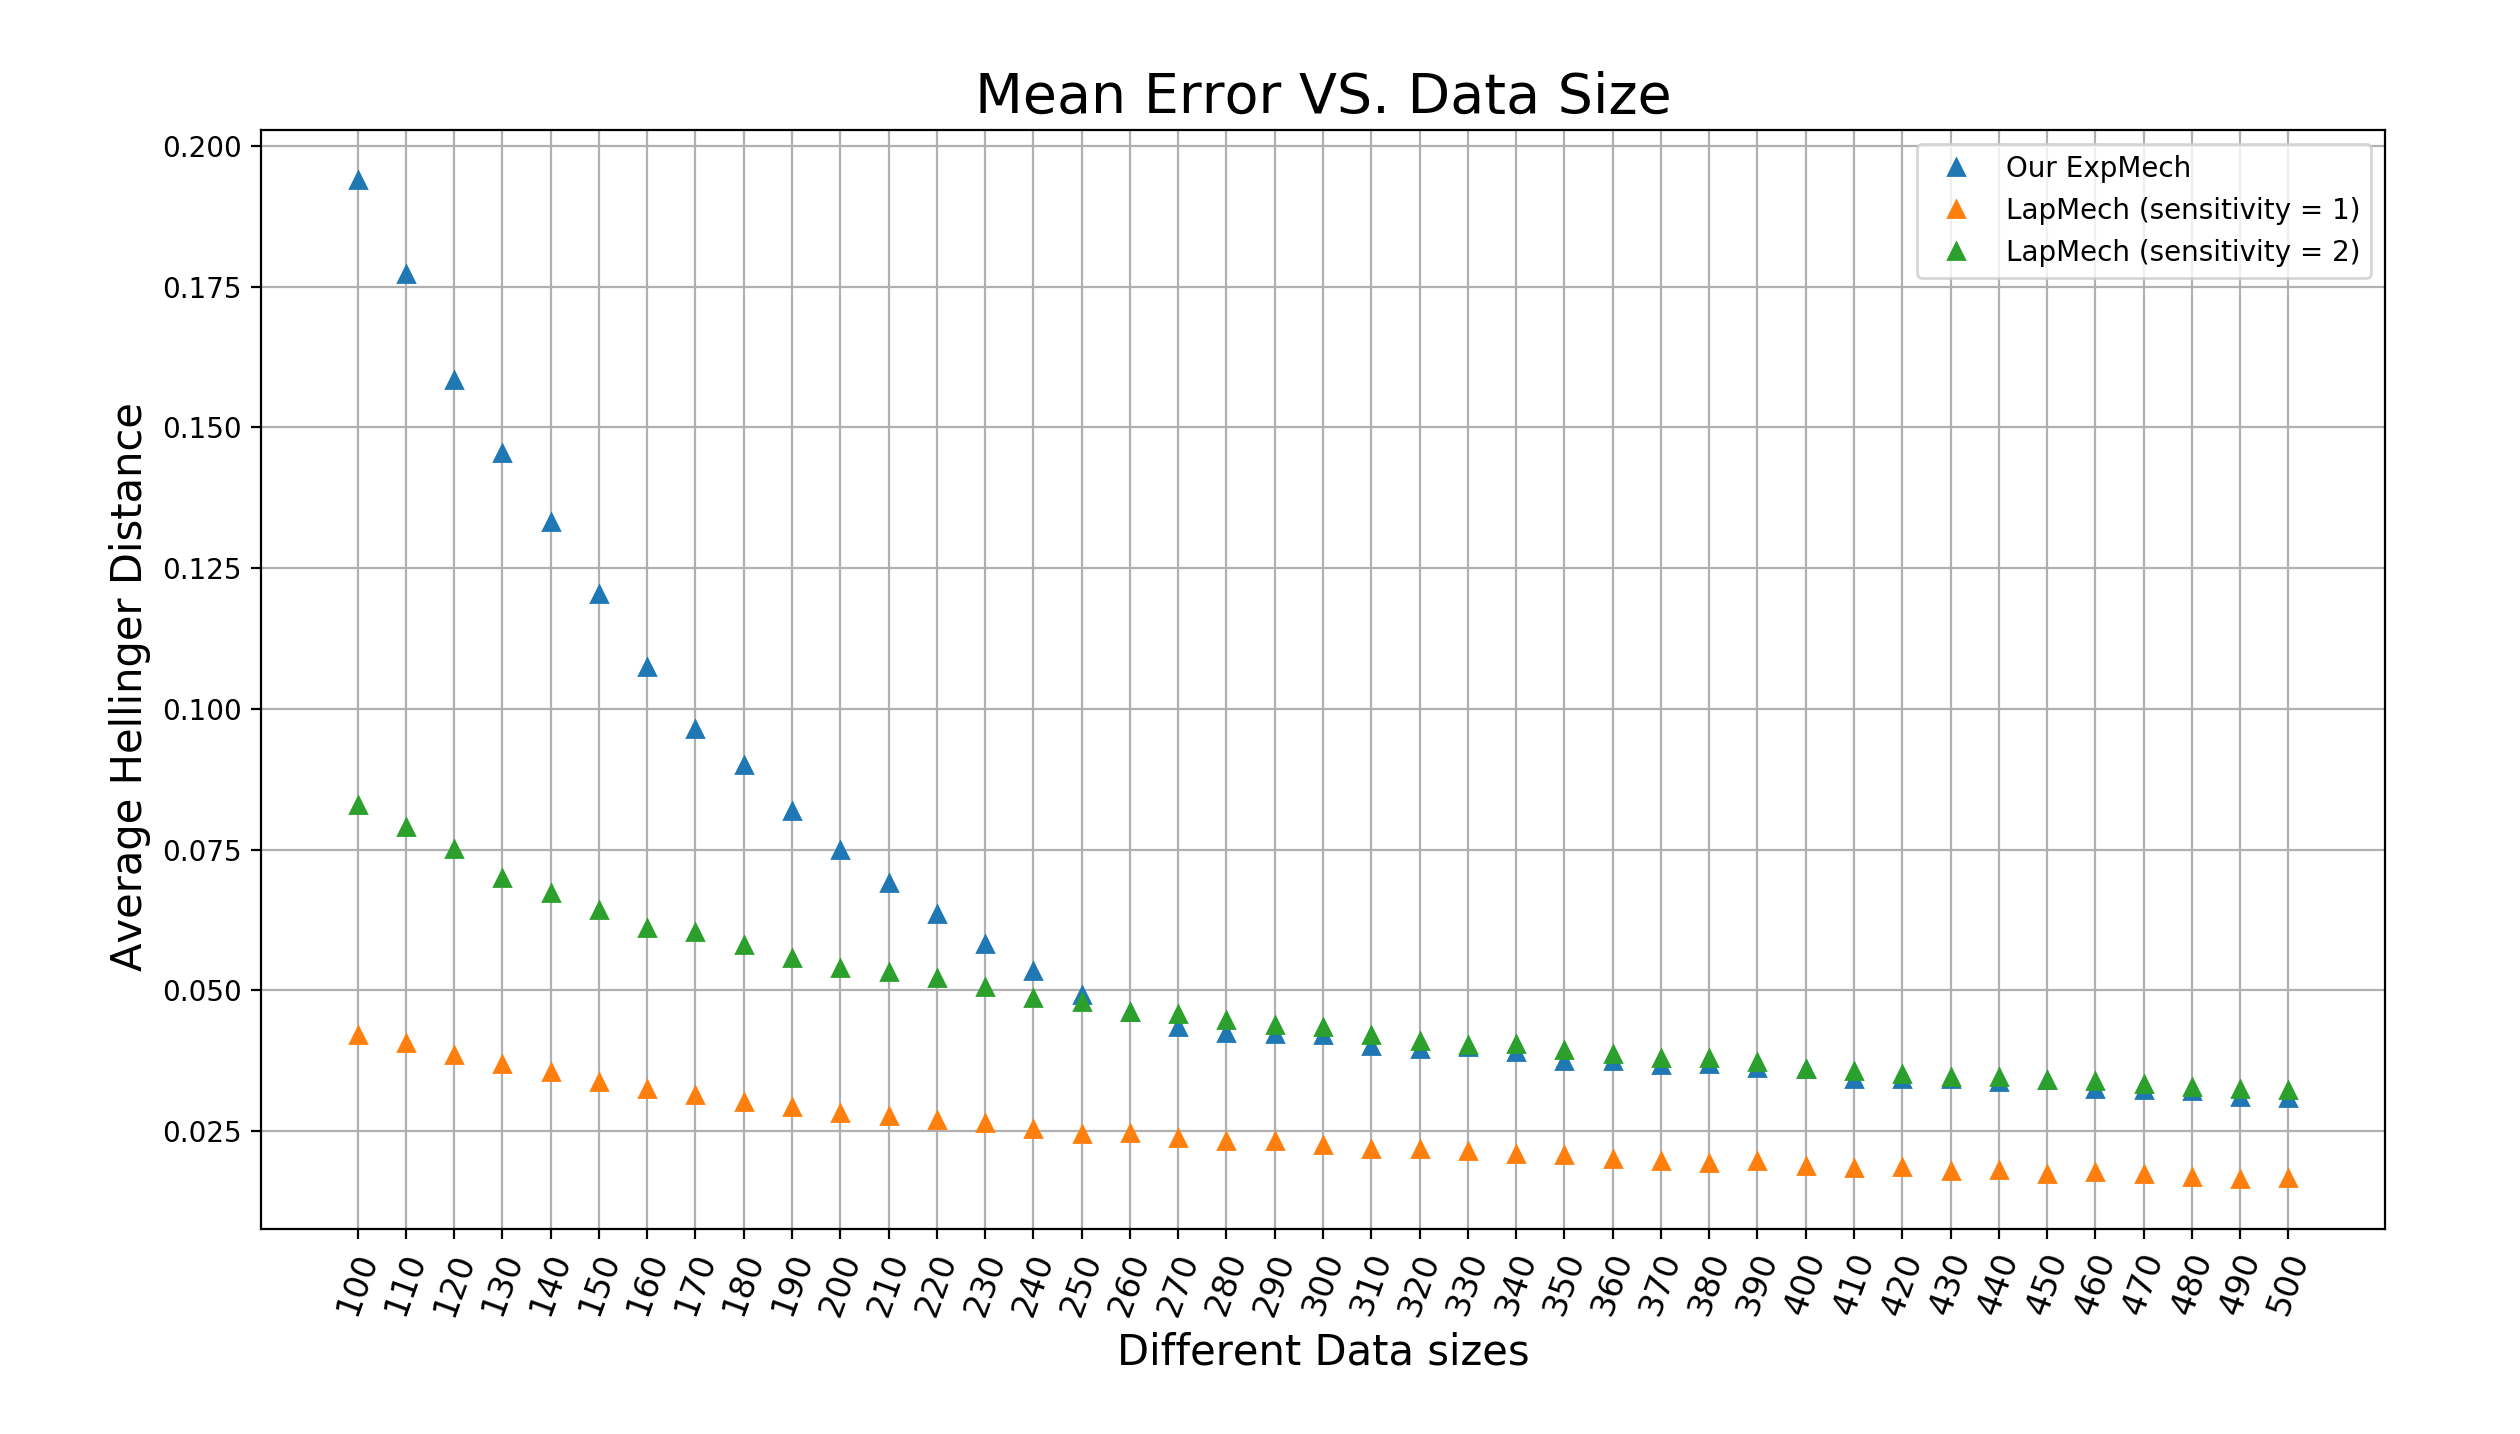 Mean Error VS. Data Size
0.200
0.175
0.150
0.125
0.100
0.075
0.050
0.025
Average Hellinger Distance
Our ExpMech
LapMech (sensitivity = 1)
LapMech (sensitivity = 2)
100 110 120 130 140 150 160 170 180 190 200 210 220 230 240 250 260 270 280 290 300 310 320 330 340 350 360 370 380 390 400 410 420 430 440 450 460 470 480 490 500
Different Data sizes